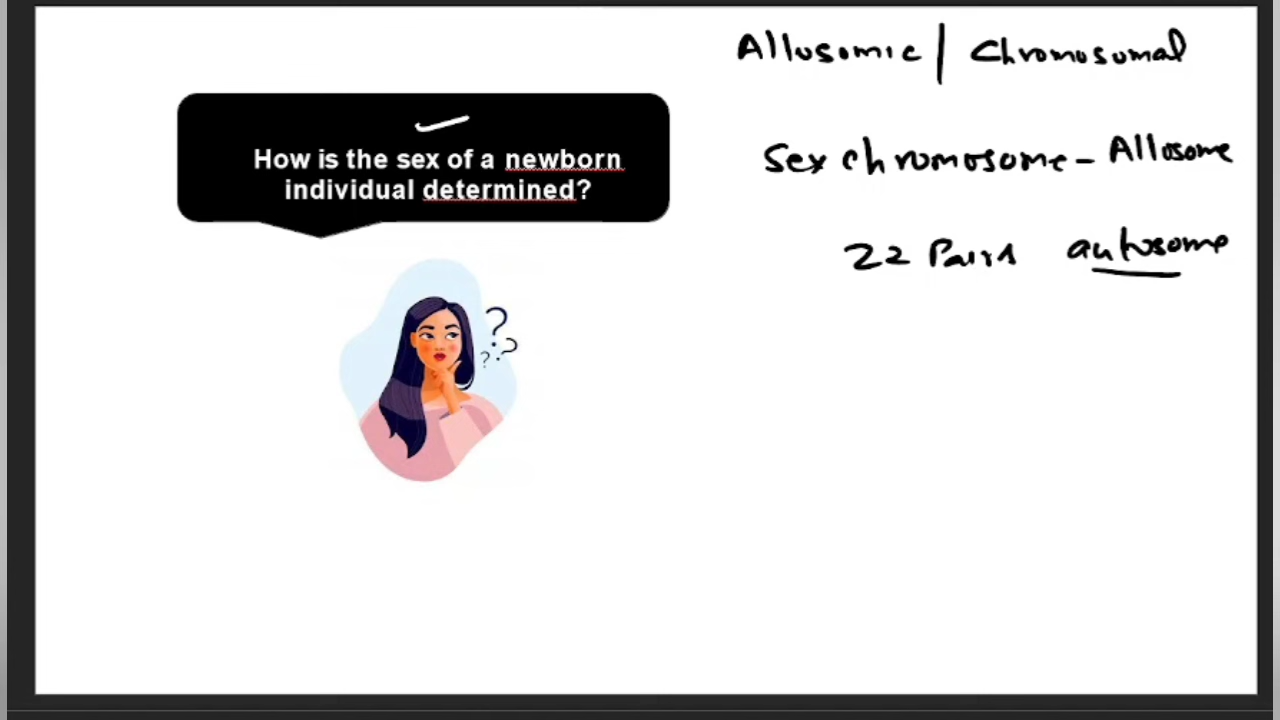 Allosomic | Chromosomal
How is the sex of a newborn
individual determined?
Sex chromosome - Allosome
22 Pairs autosome
? ? ?